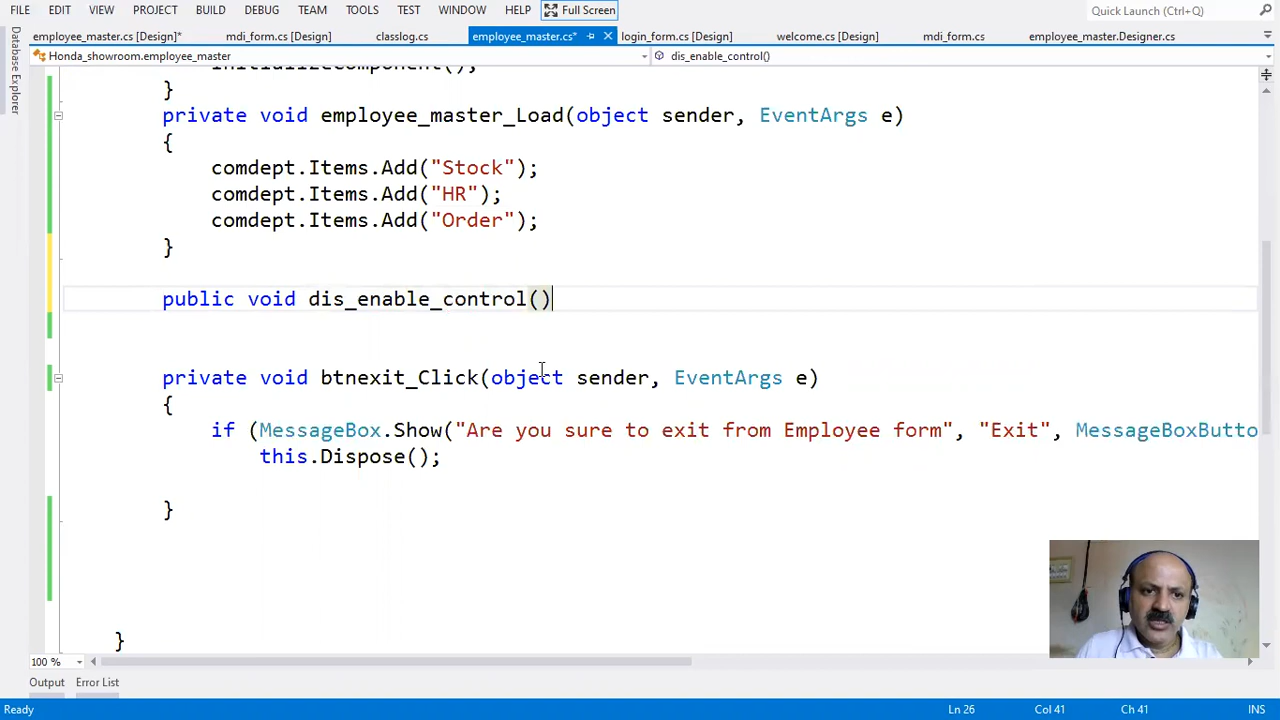 FILE EDIT VIEW PROJECT BUILD DEBUG TEAM TOOLS TEST WINDOW HELP Full Screen Quick Launch (Ctrl+Q)
employee_master.cs [Design]* mdi_form.cs [Design] classlog.cs employee_master.cs* login_form.cs [Design] welcome.cs [Design] mdi_form.cs employee_master.Designer.cs
Honda_showroom.employee_master dis_enable_control()
Database Explorer
InitializeComponent();
}
private void employee_master_Load(object sender, EventArgs e)
{
comdept.Items.Add("Stock");
comdept.Items.Add("HR");
comdept.Items.Add("Order");
}
public void dis_enable_control()
private void btnexit_Click(object sender, EventArgs e)
{
if (MessageBox.Show("Are you sure to exit from Employee form", "Exit", MessageBoxButto
this.Dispose();
}
}
100 %
Output Error List
Ready Ln 26 Col 41 Ch 41 INS